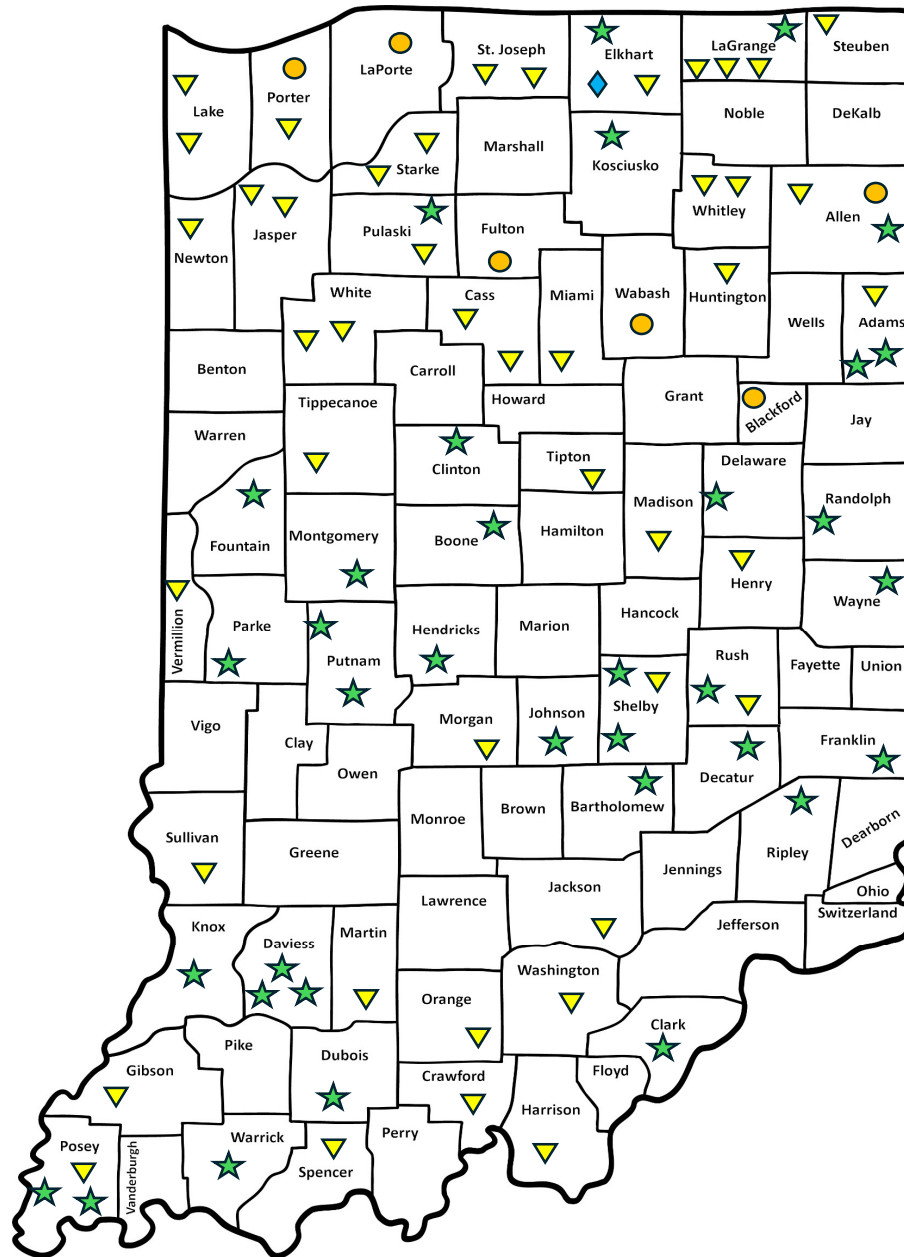 St. Joseph
Elkhart
LaGrange
Steuben
LaPorte
Porter
Lake
Noble
DeKalb
Marshall
Starke
Kosciusko
Whitley
Allen
Newton
Jasper
Pulaski
Fulton
White
Cass
Miami
Wabash
Huntington
Wells
Adams
Benton
Carroll
Howard
Grant
Blackford
Jay
Tippecanoe
Warren
Clinton
Tipton
Delaware
Madison
Randolph
Fountain
Montgomery
Boone
Hamilton
Henry
Wayne
Vermillion
Parke
Putnam
Hendricks
Marion
Hancock
Rush
Fayette
Union
Shelby
Vigo
Clay
Morgan
Johnson
Franklin
Owen
Decatur
Monroe
Brown
Bartholomew
Dearborn
Sullivan
Greene
Jennings
Ripley
Jackson
Ohio
Lawrence
Switzerland
Knox
Daviess
Martin
Jefferson
Washington
Orange
Clark
Pike
Dubois
Gibson
Crawford
Floyd
Harrison
Posey
Vanderburgh
Warrick
Spencer
Perry